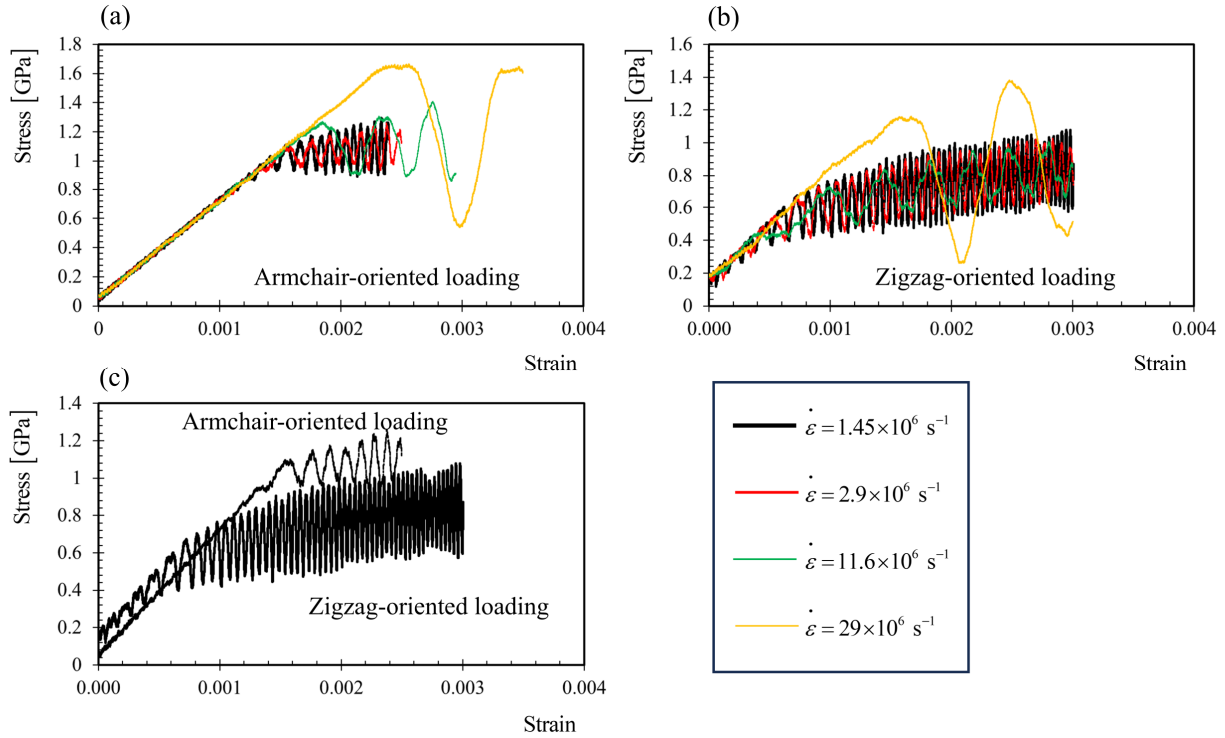 (a)
Stress [GPa]
1.8
1.6
1.4
1.2
1
0.8
0.6
0.4
0.2
0
Armchair-oriented loading
0 0.001 0.002 0.003 0.004
Strain
(b)
Stress [GPa]
1.6
1.4
1.2
1
0.8
0.6
0.4
0.2
0
Zigzag-oriented loading
0.000 0.001 0.002 0.003 0.004
Strain
(c)
Stress [GPa]
1.4
1.2
1
0.8
0.6
0.4
0.2
0
Armchair-oriented loading
Zigzag-oriented loading
0.000 0.001 0.002 0.003 0.004
Strain
ε̇ = 1.45×10⁶ s⁻¹
ε̇ = 2.9×10⁶ s⁻¹
ε̇ = 11.6×10⁶ s⁻¹
ε̇ = 29×10⁶ s⁻¹